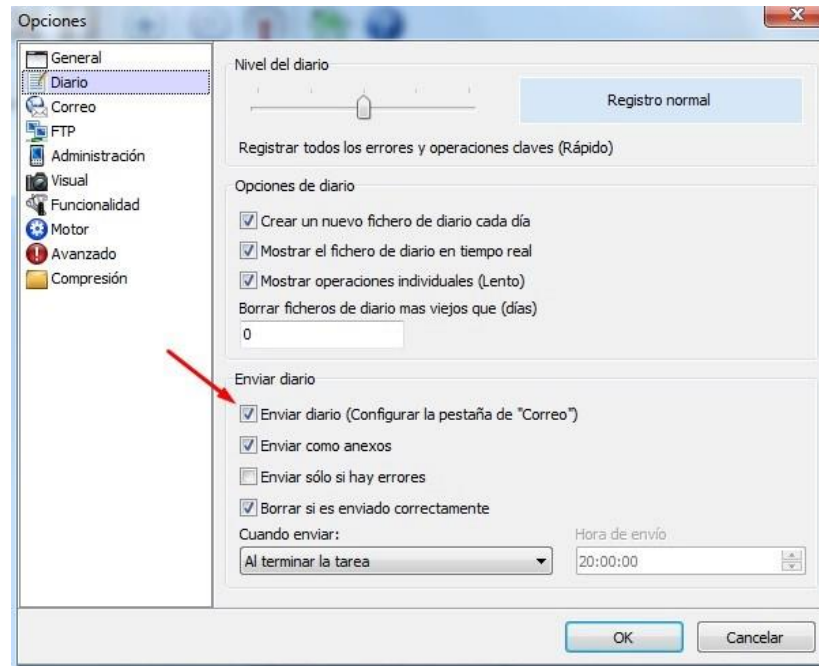 Opciones
General
Diario
Correo
FTP
Administración
Visual
Funcionalidad
Motor
Avanzado
Compresión
Nivel del diario
Registro normal
Registrar todos los errores y operaciones claves (Rápido)
Opciones de diario
Crear un nuevo fichero de diario cada día
Mostrar el fichero de diario en tiempo real
Mostrar operaciones individuales (Lento)
Borrar ficheros de diario mas viejos que (días)
0
Enviar diario
Enviar diario (Configurar la pestaña de "Correo")
Enviar como anexos
Enviar sólo si hay errores
Borrar si es enviado correctamente
Cuando enviar:
Hora de envío
Al terminar la tarea
20:00:00
OK
Cancelar